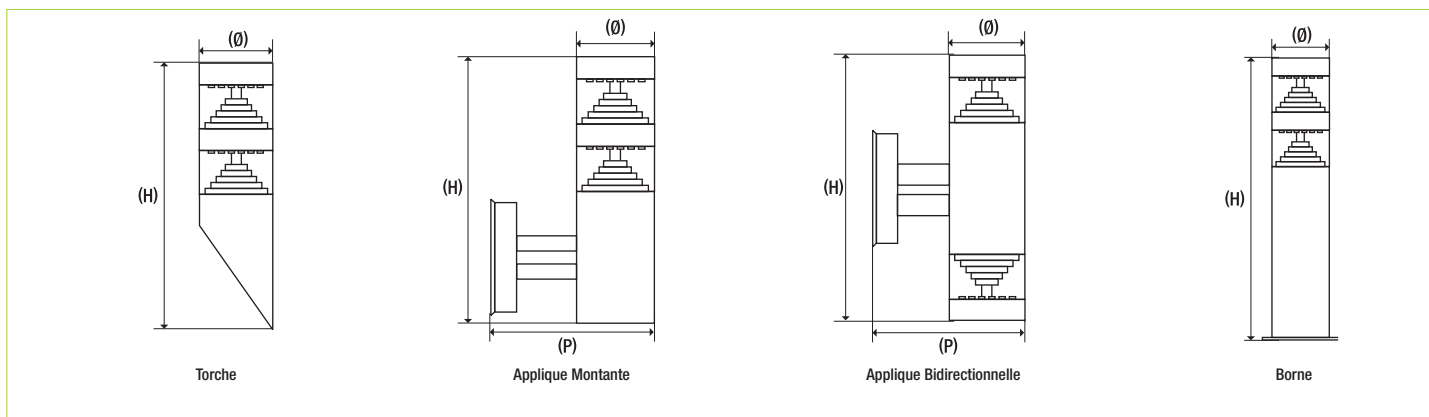 (Ø)
(H)
Torche
(Ø)
(H)
(P)
Applique Montante
(Ø)
(H)
(P)
Applique Bidirectionnelle
(Ø)
(H)
Borne